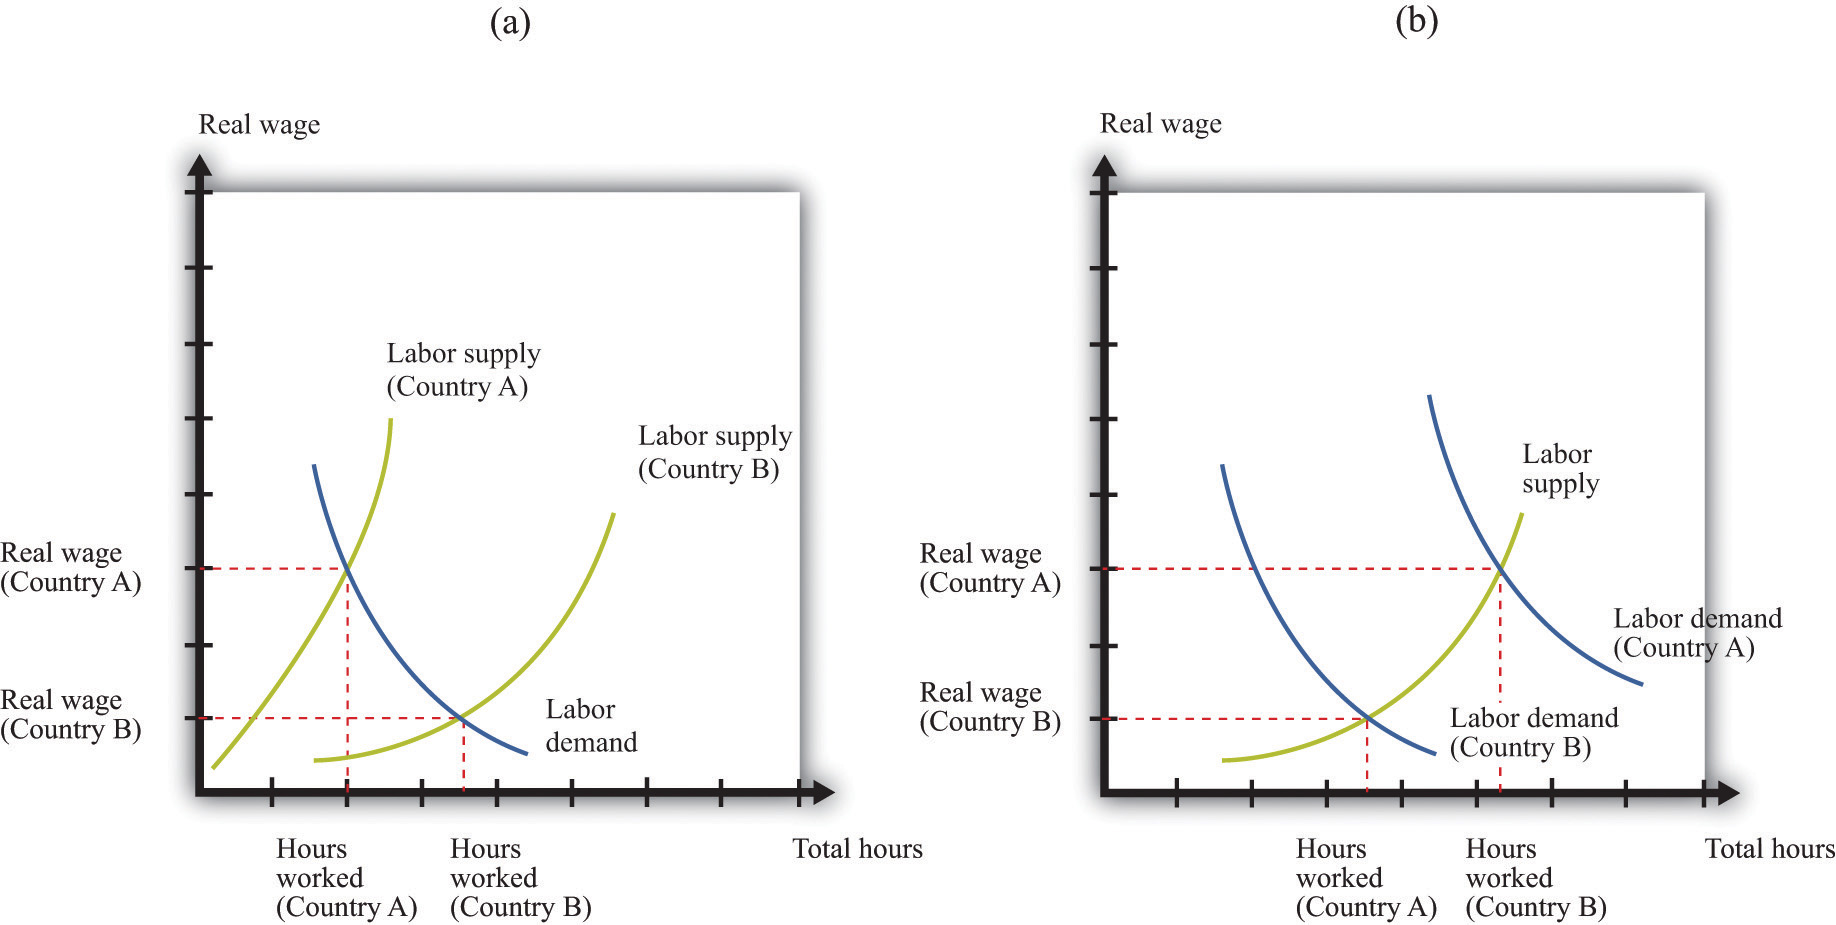 (a)
Real wage
Labor supply
(Country A)
Labor supply
(Country B)
Real wage
(Country A)
Real wage
(Country B)
Labor
demand
Hours
worked
(Country A)
Hours
worked
(Country B)
Total hours
(b)
Real wage
Labor
supply
Real wage
(Country A)
Labor demand
(Country A)
Real wage
(Country B)
Labor demand
(Country B)
Hours
worked
(Country A)
Hours
worked
(Country B)
Total hours